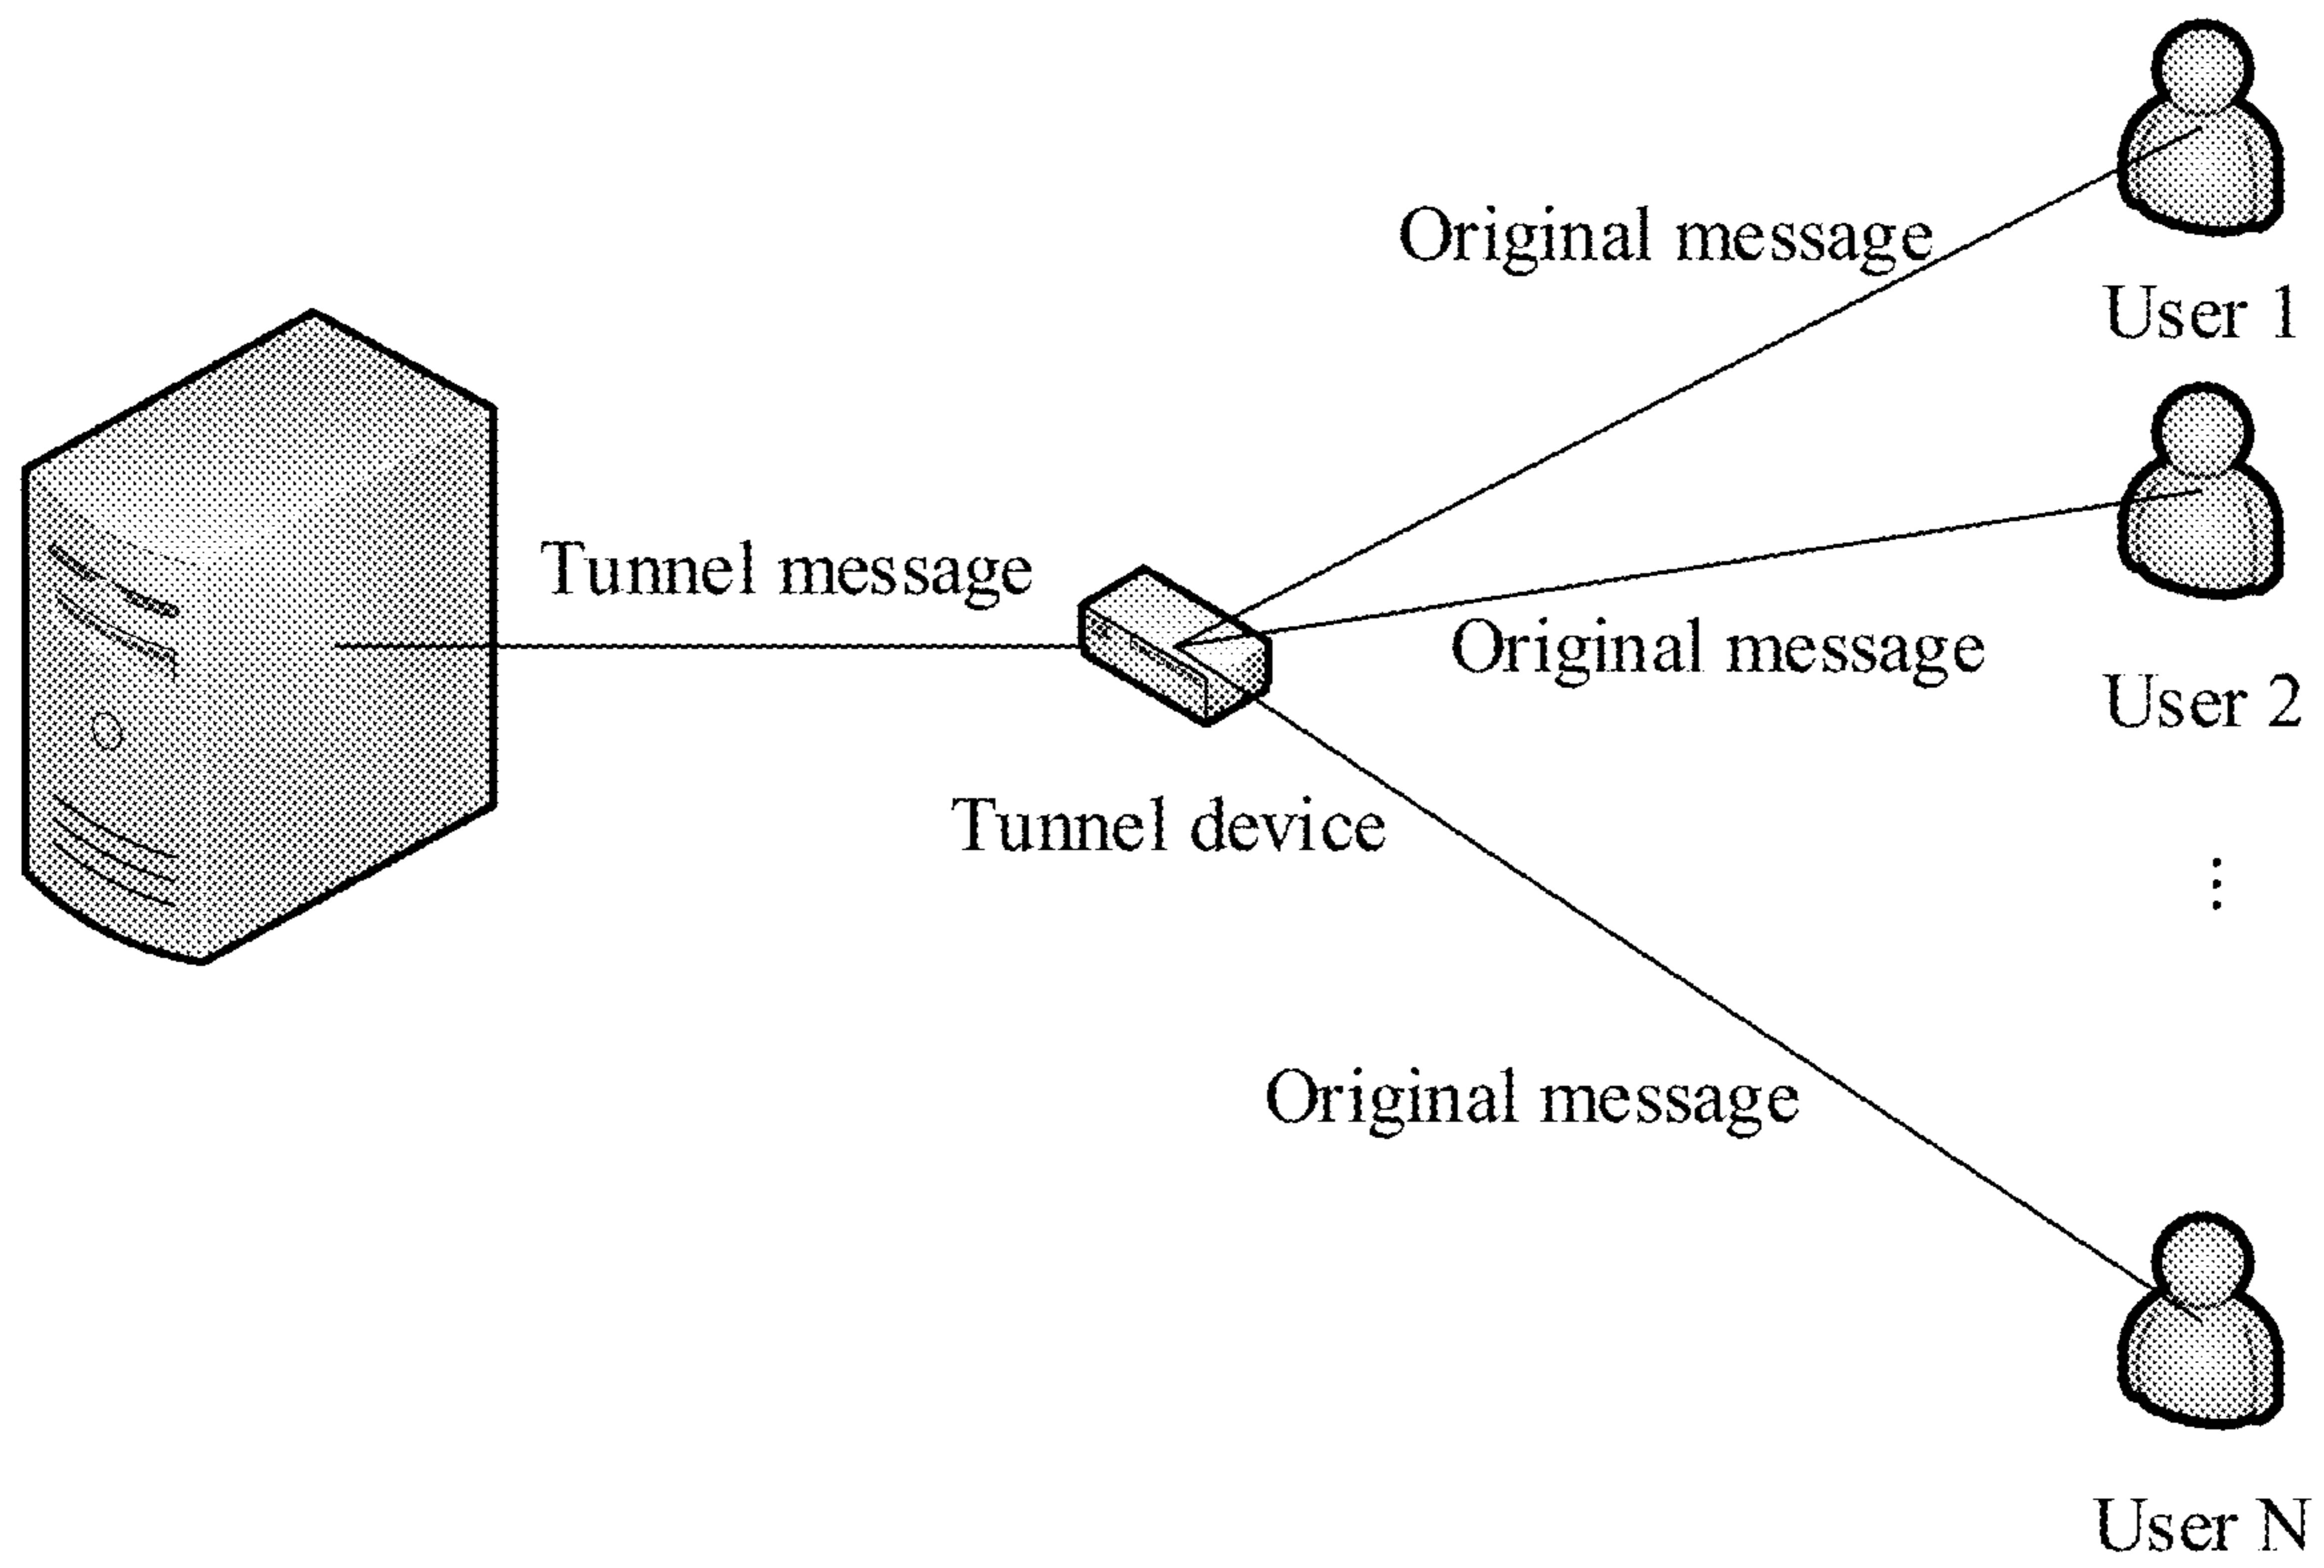 Original message
User 1
Tunnel message
Original message
User 2
Tunnel device
⋮
Original message
User N